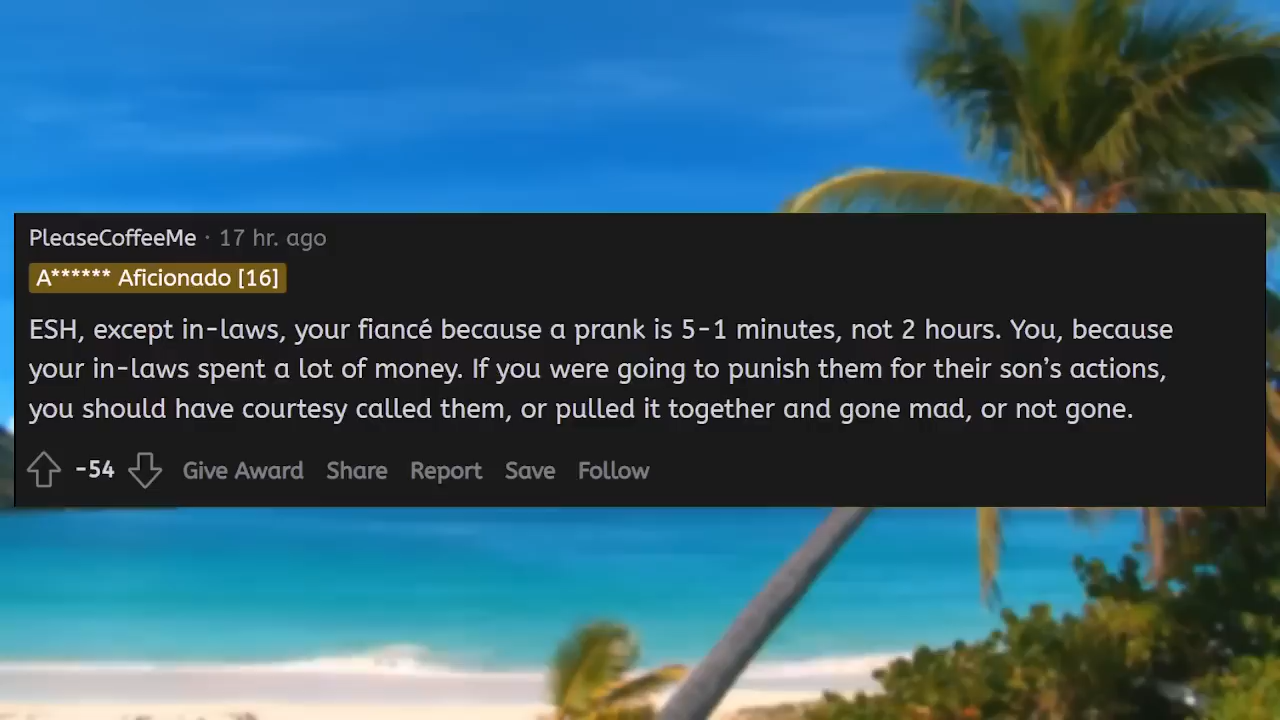 PleaseCoffeeMe · 17 hr. ago
A****** Aficionado [16]
ESH, except in-laws, your fiancé because a prank is 5-1 minutes, not 2 hours. You, because
your in-laws spent a lot of money. If you were going to punish them for their son’s actions,
you should have courtesy called them, or pulled it together and gone mad, or not gone.
-54 Give Award Share Report Save Follow